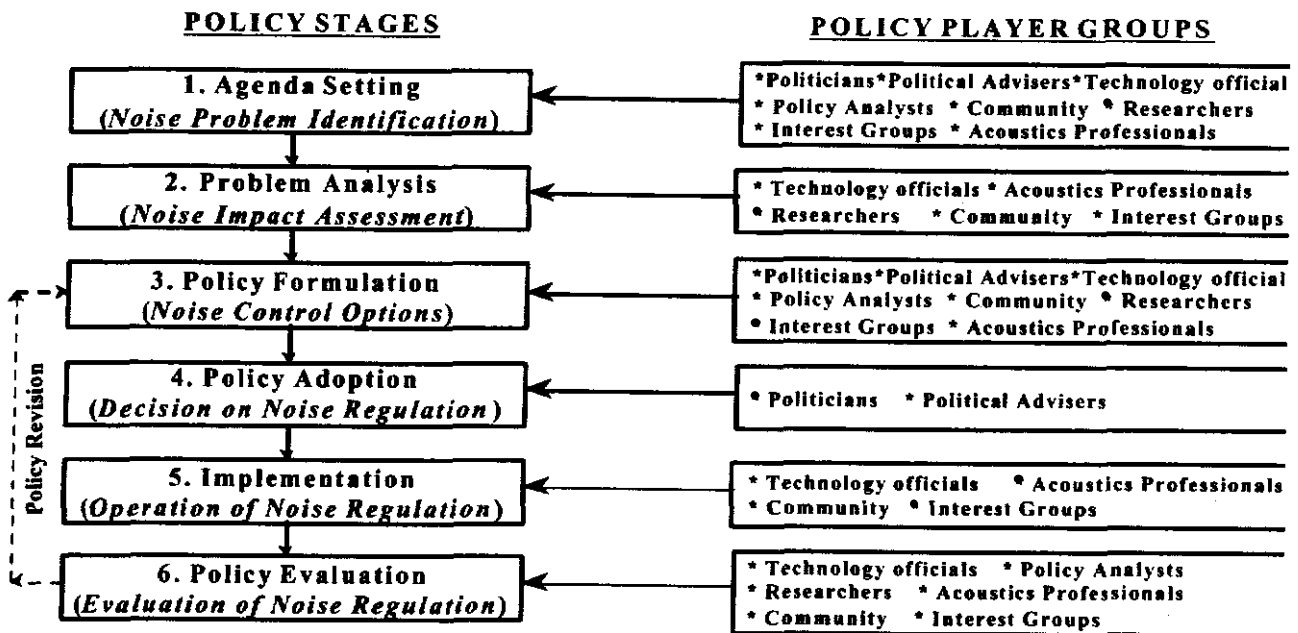 POLICY STAGES
POLICY PLAYER GROUPS
1. Agenda Setting
(Noise Problem Identification)
*Politicians*Political Advisers*Technology official
* Policy Analysts * Community • Researchers
* Interest Groups * Acoustics Professionals
2. Problem Analysis
(Noise Impact Assessment)
* Technology officials * Acoustics Professionals
• Researchers * Community * Interest Groups
3. Policy Formulation
(Noise Control Options)
*Politicians*Political Advisers*Technology official
* Policy Analysts * Community • Researchers
• Interest Groups * Acoustics Professionals
4. Policy Adoption
(Decision on Noise Regulation)
• Politicians * Political Advisers
5. Implementation
(Operation of Noise Regulation)
* Technology officials • Acoustics Professionals
* Community • Interest Groups
6. Policy Evaluation
(Evaluation of Noise Regulation)
* Technology officials * Policy Analysts
* Researchers * Acoustics Professionals
* Community * Interest Groups
Policy Revision